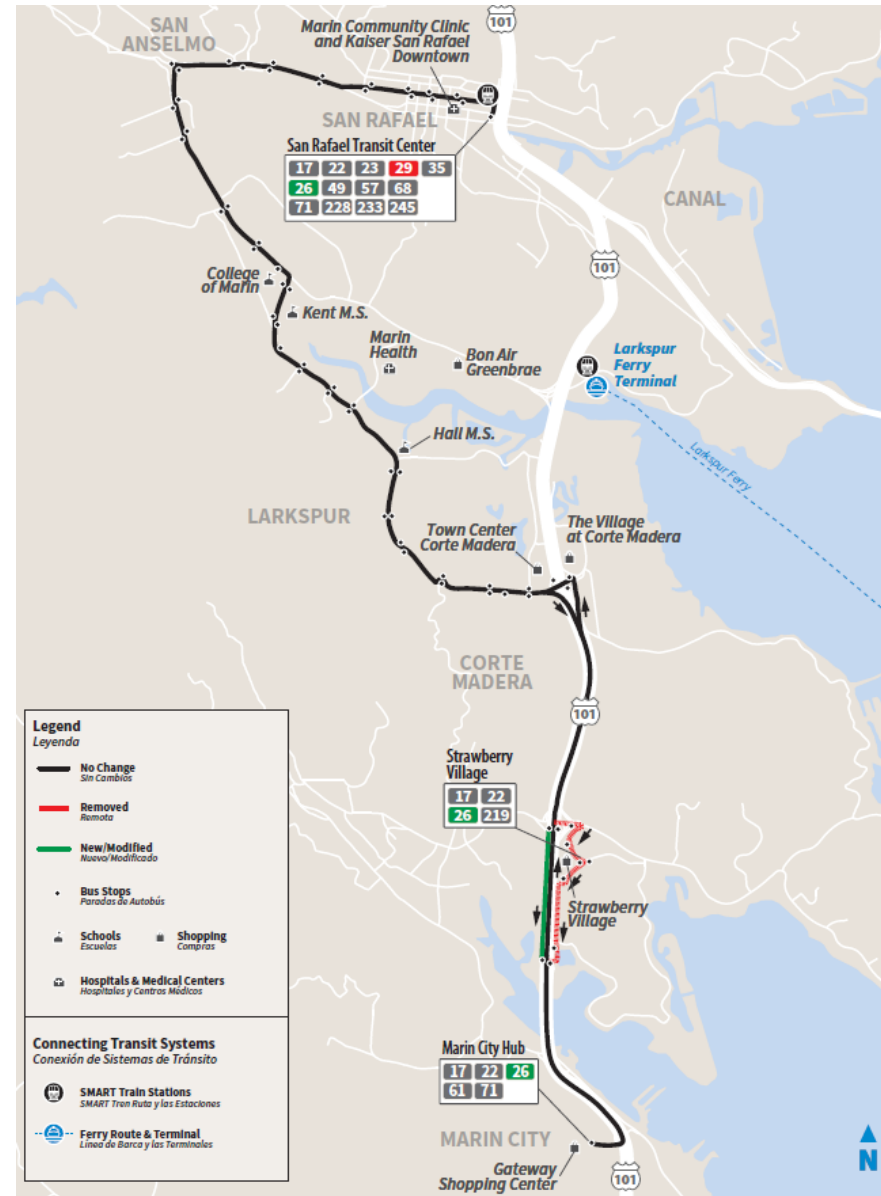 SAN
ANSELMO
Marin Community Clinic
and Kaiser San Rafael
Downtown
101
SAN RAFAEL
San Rafael Transit Center
17 22 23 29 35
26 49 57 68
71 228 233 245
CANAL
101
College
of Marin
Kent M.S.
Marin
Health
Bon Air
Greenbrae
Larkspur
Ferry
Terminal
Hall M.S.
Larkspur Ferry
LARKSPUR
Town Center
Corte Madera
The Village
at Corte Madera
CORTE
MADERA
101
Legend
Leyenda
No Change
Sin Cambios
Removed
Remota
New/Modified
Nuevo/Modificado
Bus Stops
Paradas de Autobús
Schools
Escuelas
Shopping
Compras
Hospitals & Medical Centers
Hospitales y Centros Médicos
Connecting Transit Systems
Conexión de Sistemas de Tránsito
SMART Train Stations
SMART Tren Ruta y las Estaciones
Ferry Route & Terminal
Línea de Barca y las Terminales
Strawberry
Village
17 22
26 219
Strawberry
Village
Marin City Hub
17 22 26
61 71
MARIN CITY
Gateway
Shopping Center
101
N